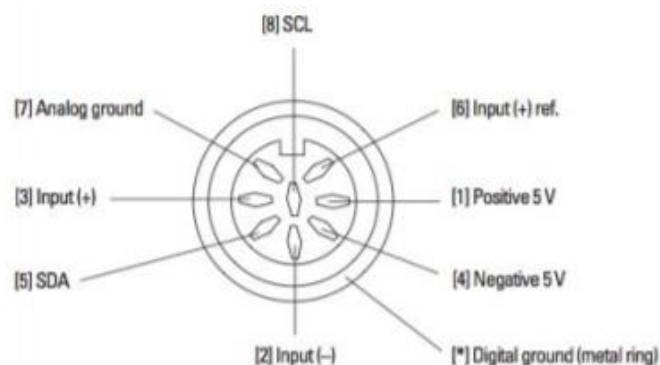 [8] SCL
[7] Analog ground
[6] Input (+) ref.
[3] Input (+)
[1] Positive 5 V
[5] SDA
[4] Negative 5 V
[2] Input (–)
[*] Digital ground (metal ring)